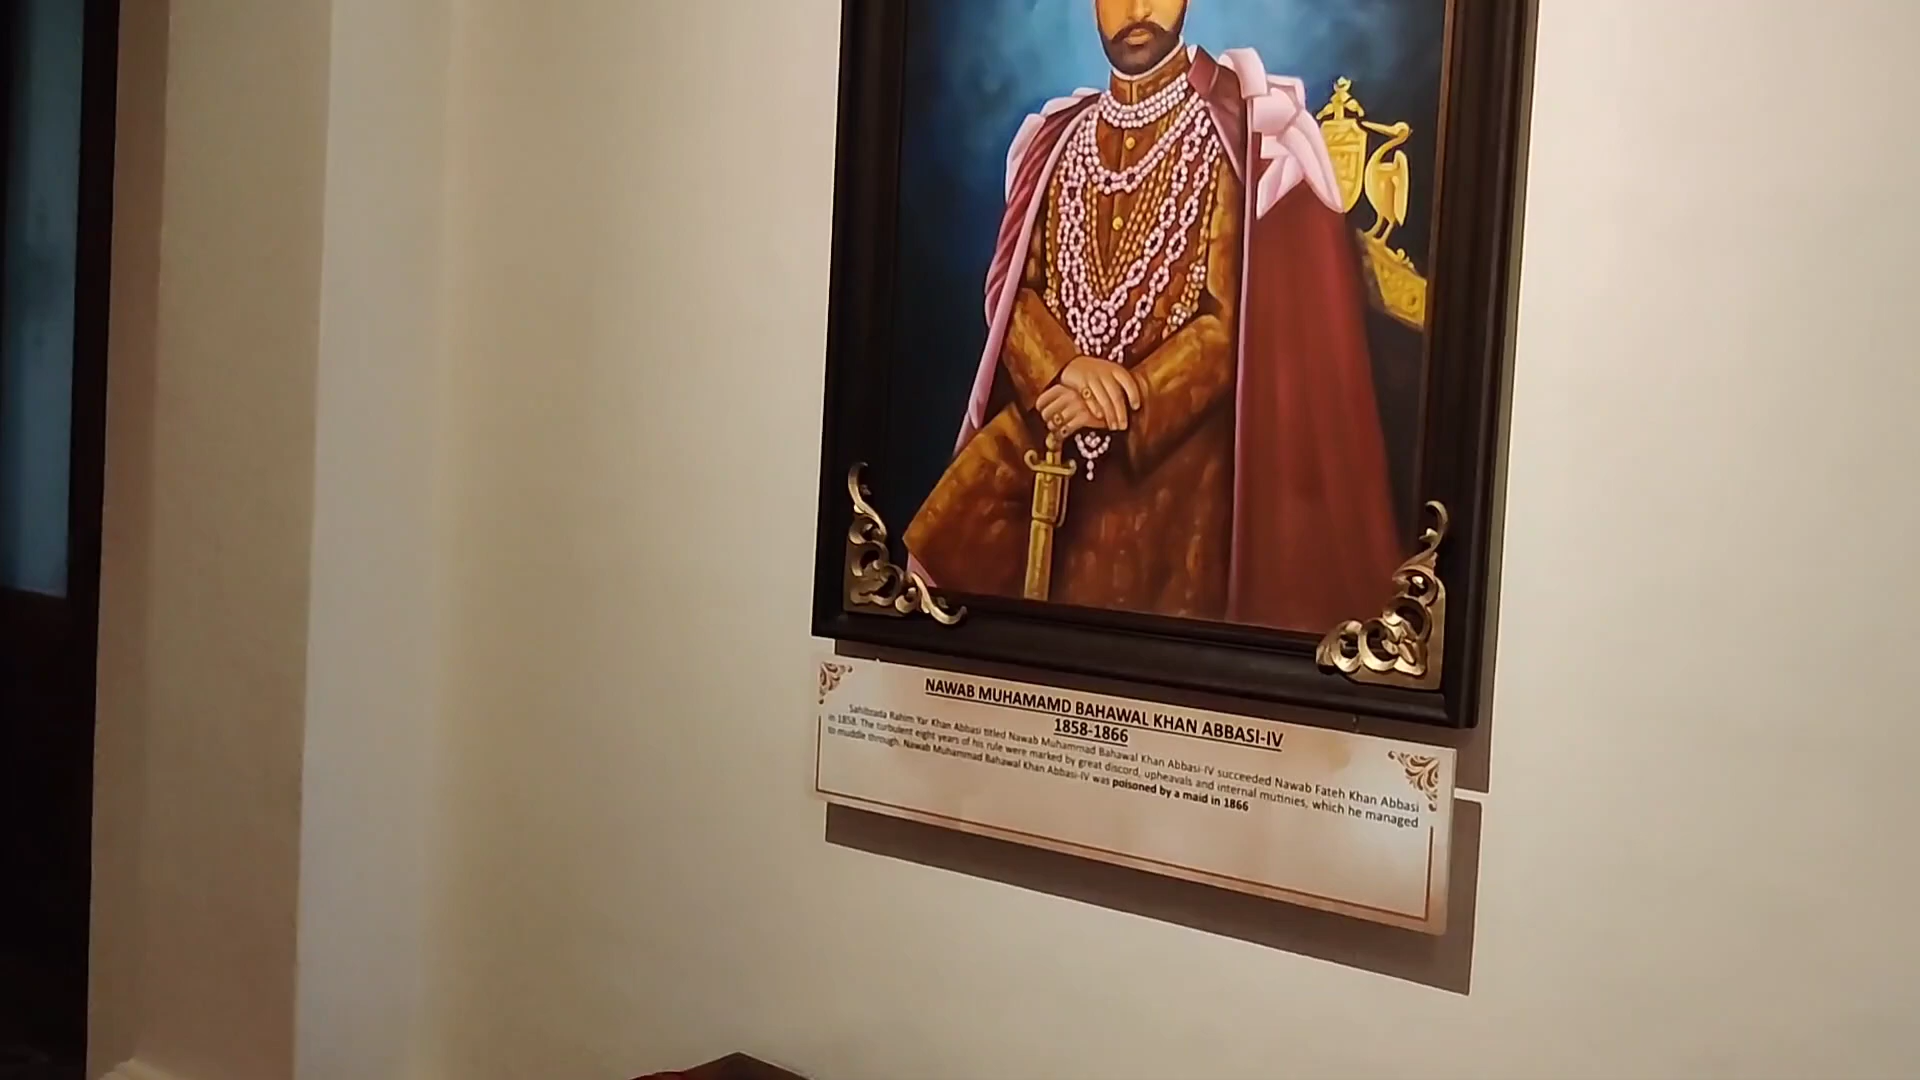 NAWAB MUHAMAMD BAHAWAL KHAN ABBASI-IV
1858-1866
Sahibzada Rahim Yar Khan Abbasi titled Nawab Muhammad Bahawal Khan Abbasi-IV succeeded Nawab Fateh Khan Abbasi
in 1858. The turbulent eight years of his rule were marked by great discord, upheavals and internal mutinies, which he managed
to muddle through. Nawab Muhammad Bahawal Khan Abbasi-IV was poisoned by a maid in 1866